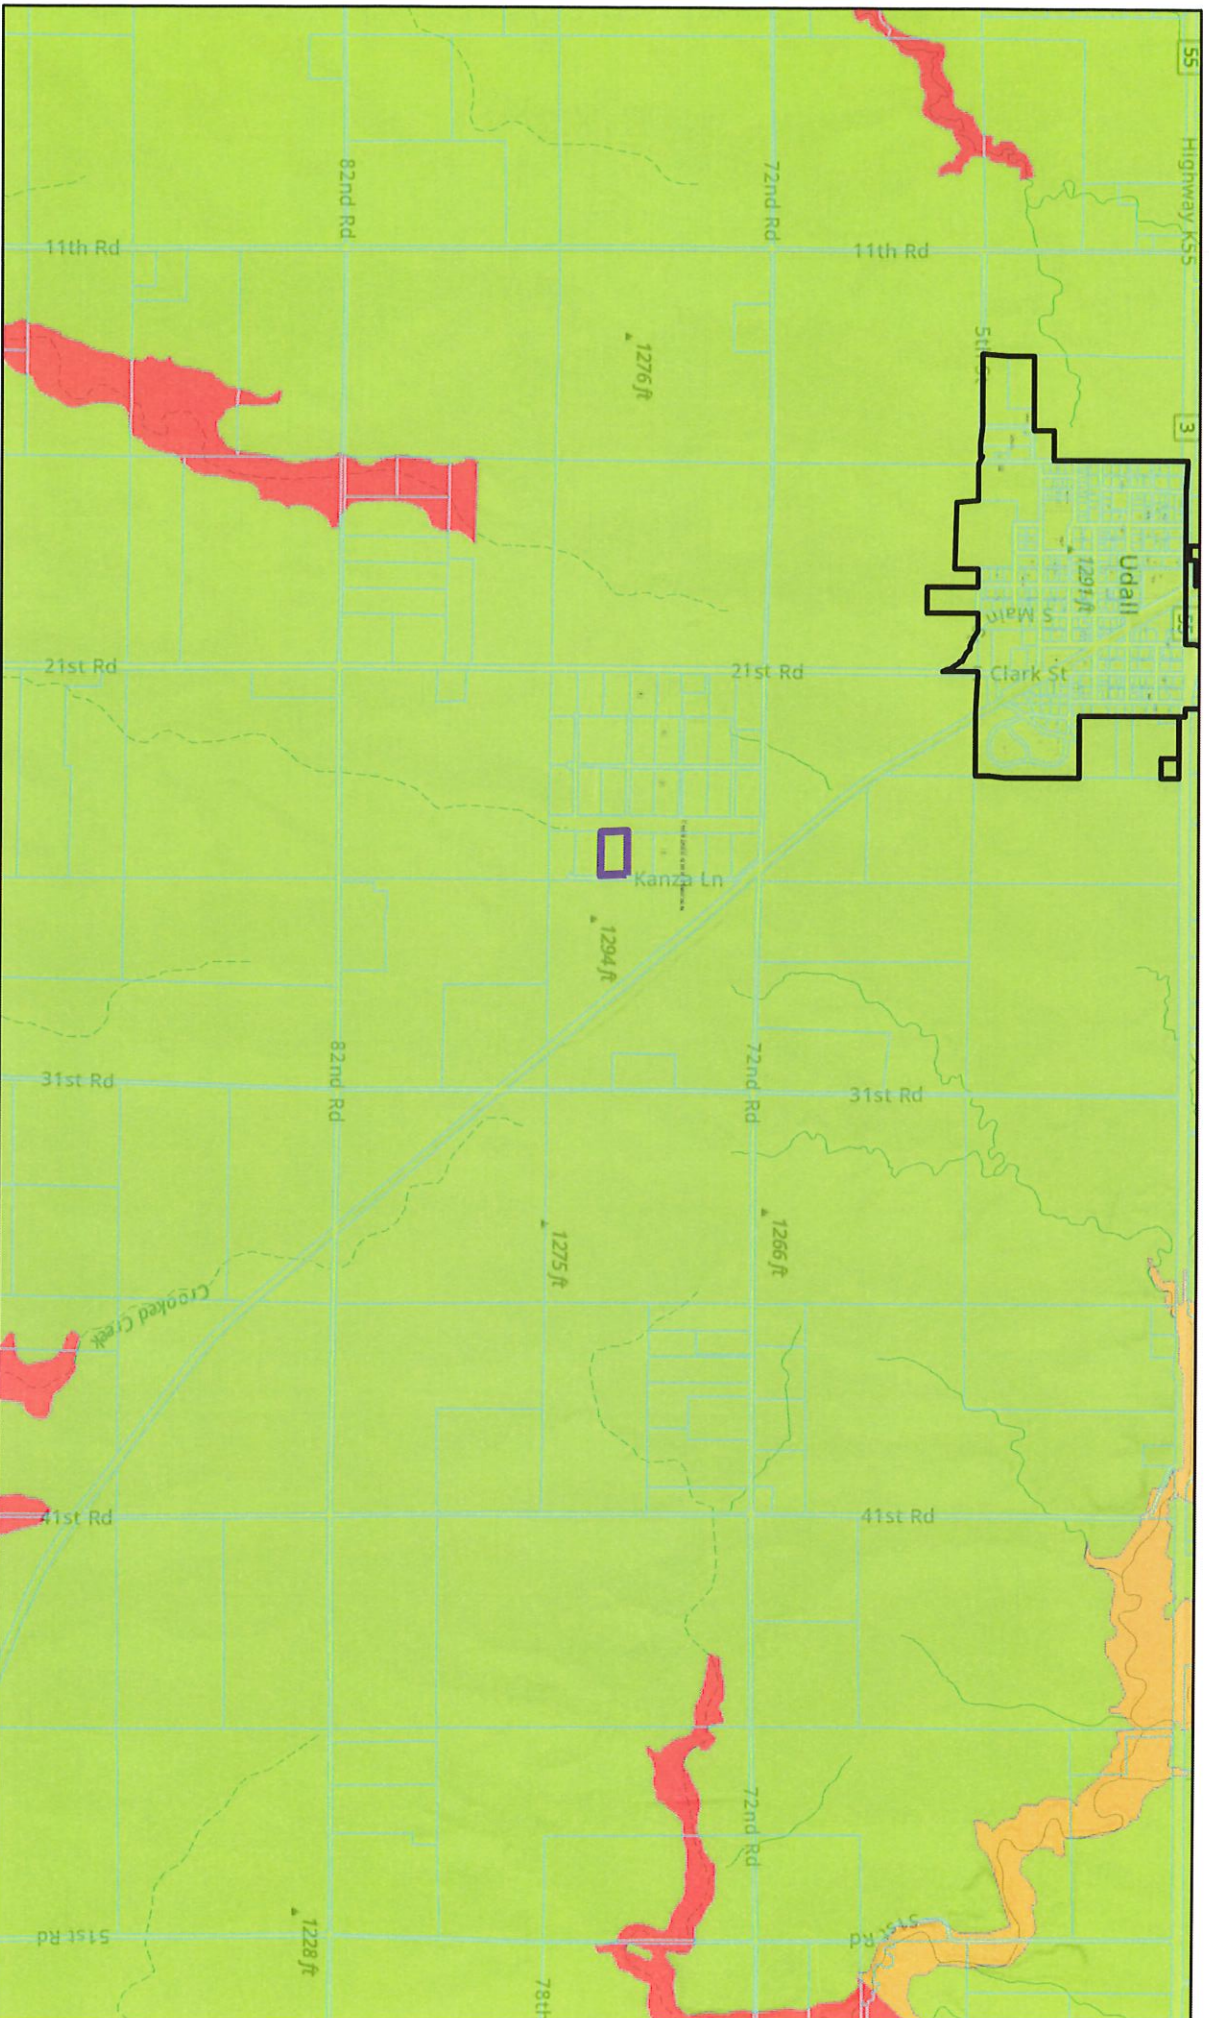 55
Highway K55
82nd Rd
72nd Rd
11th Rd
11th Rd
5th St
1276 ft
3
Udall
1291 ft
S Main
55
21st Rd
21st Rd
Clark St
Kanza Ln
1294 ft
82nd Rd
72nd Rd
31st Rd
31st Rd
1275 ft
1266 ft
Crooked Creek
41st Rd
41st Rd
72nd Rd
51st Rd
51st Rd
1228 ft
78th